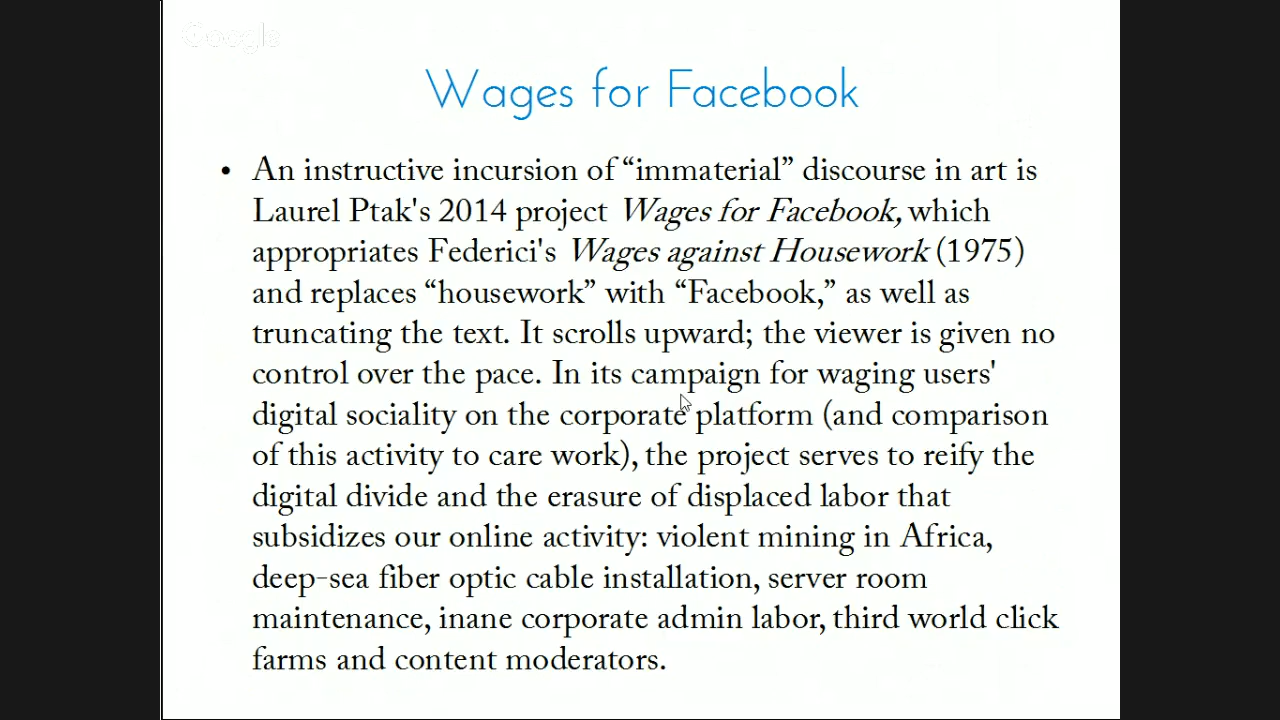 Google
Wages for Facebook
• An instructive incursion of “immaterial” discourse in art is
Laurel Ptak's 2014 project Wages for Facebook, which
appropriates Federici's Wages against Housework (1975)
and replaces “housework” with “Facebook,” as well as
truncating the text. It scrolls upward; the viewer is given no
control over the pace. In its campaign for waging users'
digital sociality on the corporate platform (and comparison
of this activity to care work), the project serves to reify the
digital divide and the erasure of displaced labor that
subsidizes our online activity: violent mining in Africa,
deep-sea fiber optic cable installation, server room
maintenance, inane corporate admin labor, third world click
farms and content moderators.